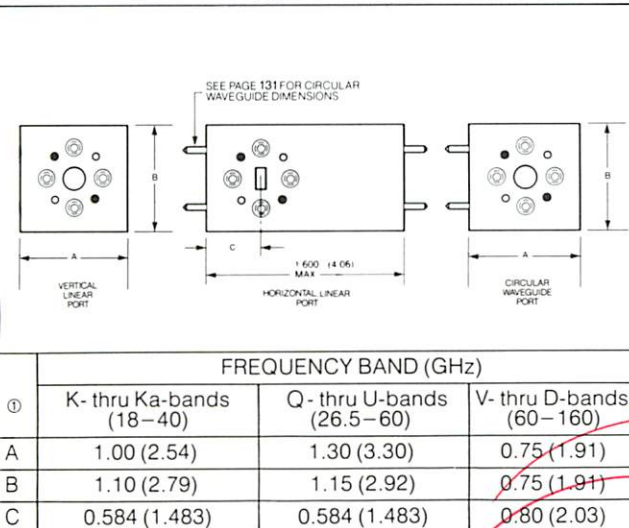 SEE PAGE 131 FOR CIRCULAR
WAVEGUIDE DIMENSIONS
B
B
A
C
1.600 (4.06)
MAX
A
VERTICAL
LINEAR
PORT
HORIZONTAL LINEAR
PORT
CIRCULAR
WAVEGUIDE
PORT
FREQUENCY BAND (GHz)
① K- thru Ka-bands (18–40) Q- thru U-bands (26.5–60) V- thru D-bands (60–160)
A 1.00 (2.54) 1.30 (3.30) 0.75 (1.91)
B 1.10 (2.79) 1.15 (2.92) 0.75 (1.91)
C 0.584 (1.483) 0.584 (1.483) 0.80 (2.03)